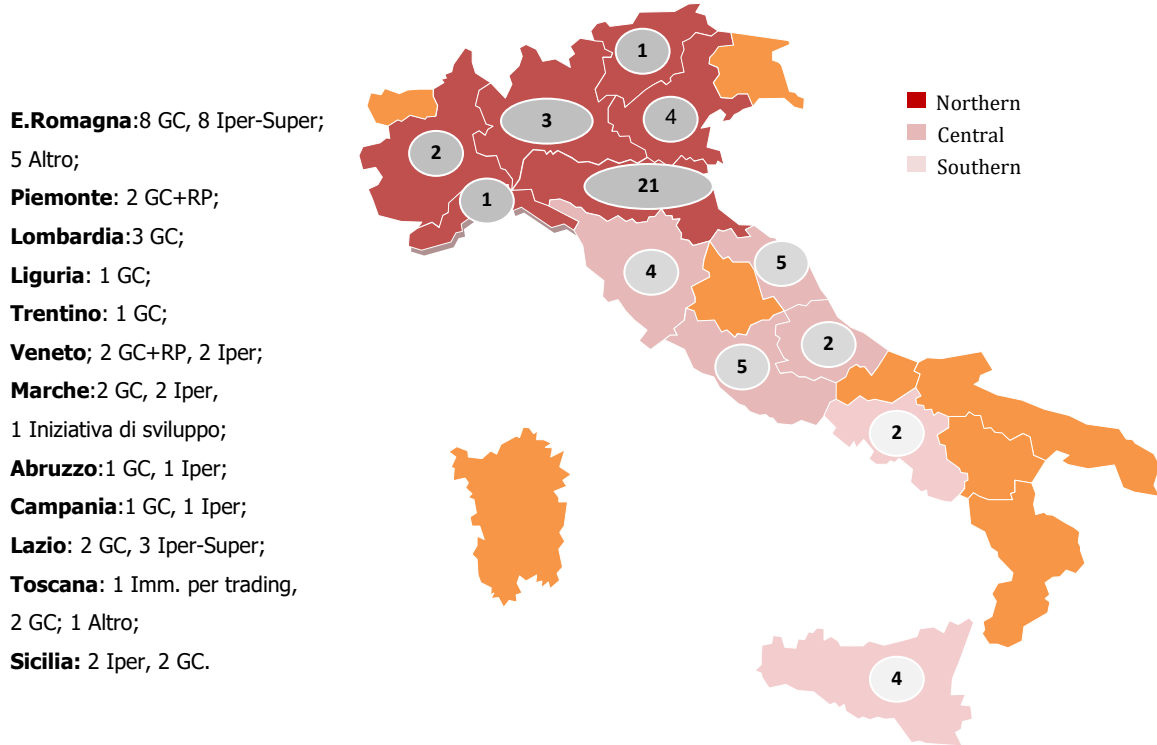 E.Romagna:8 GC, 8 Iper-Super;
5 Altro;
Piemonte: 2 GC+RP;
Lombardia:3 GC;
Liguria: 1 GC;
Trentino: 1 GC;
Veneto; 2 GC+RP, 2 Iper;
Marche:2 GC, 2 Iper,
1 Iniziativa di sviluppo;
Abruzzo:1 GC, 1 Iper;
Campania:1 GC, 1 Iper;
Lazio: 2 GC, 3 Iper-Super;
Toscana: 1 Imm. per trading,
2 GC; 1 Altro;
Sicilia: 2 Iper, 2 GC.
1
3
4
2
21
1
4
5
2
5
2
4
Northern
Central
Southern